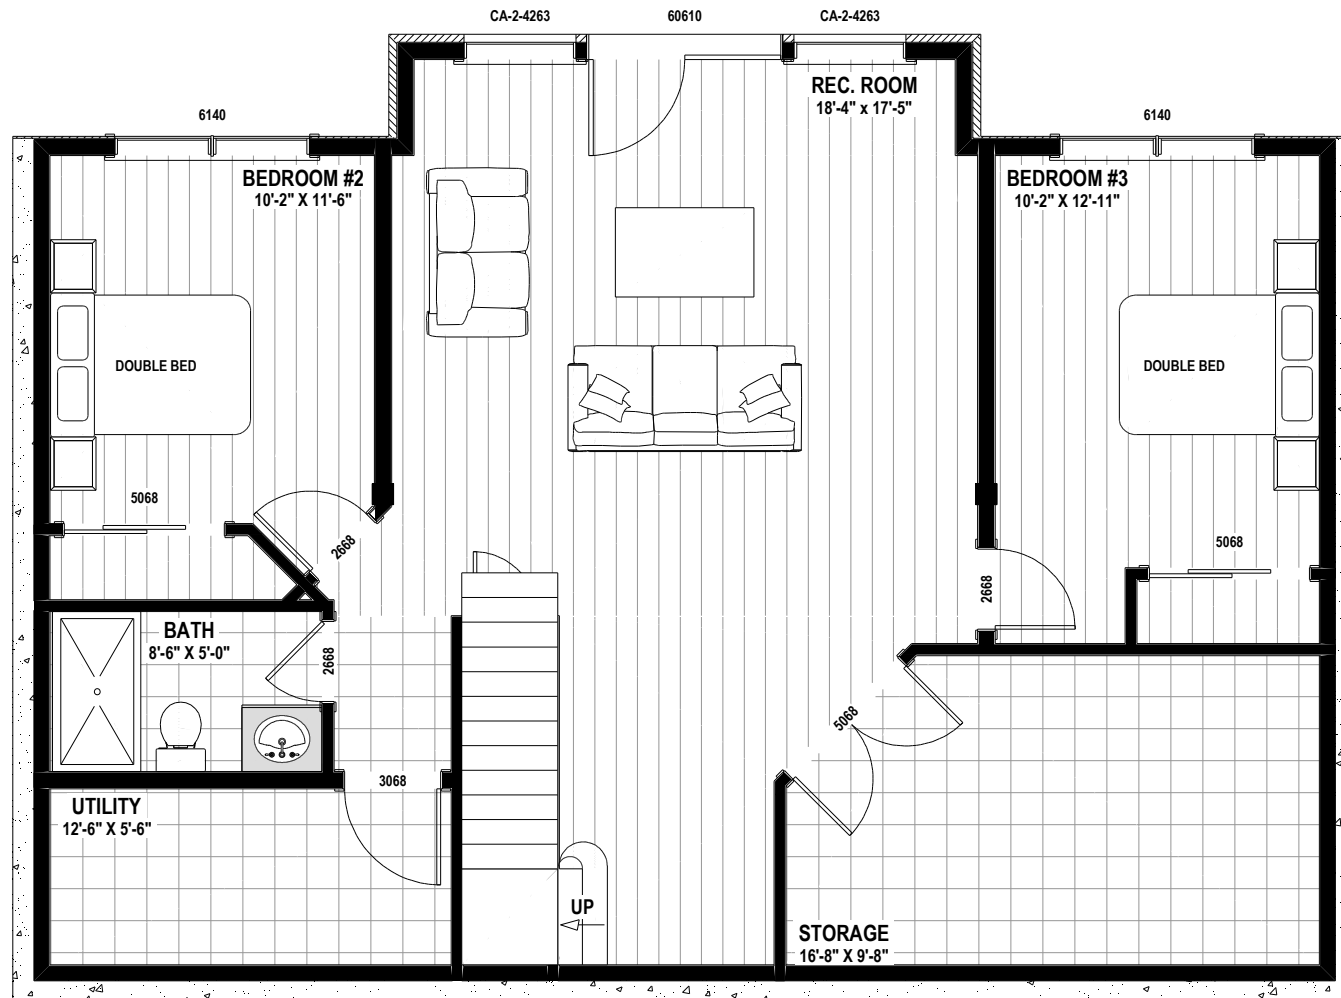 CA-2-4263
60610
CA-2-4263
REC. ROOM
18'-4" x 17'-5"
6140
6140
BEDROOM #2
10'-2" X 11'-6"
BEDROOM #3
10'-2" X 12'-11"
DOUBLE BED
DOUBLE BED
5068
2668
5068
2668
BATH
8'-6" X 5'-0"
2668
5068
3068
UTILITY
12'-6" X 5'-6"
UP
STORAGE
16'-8" X 9'-8"